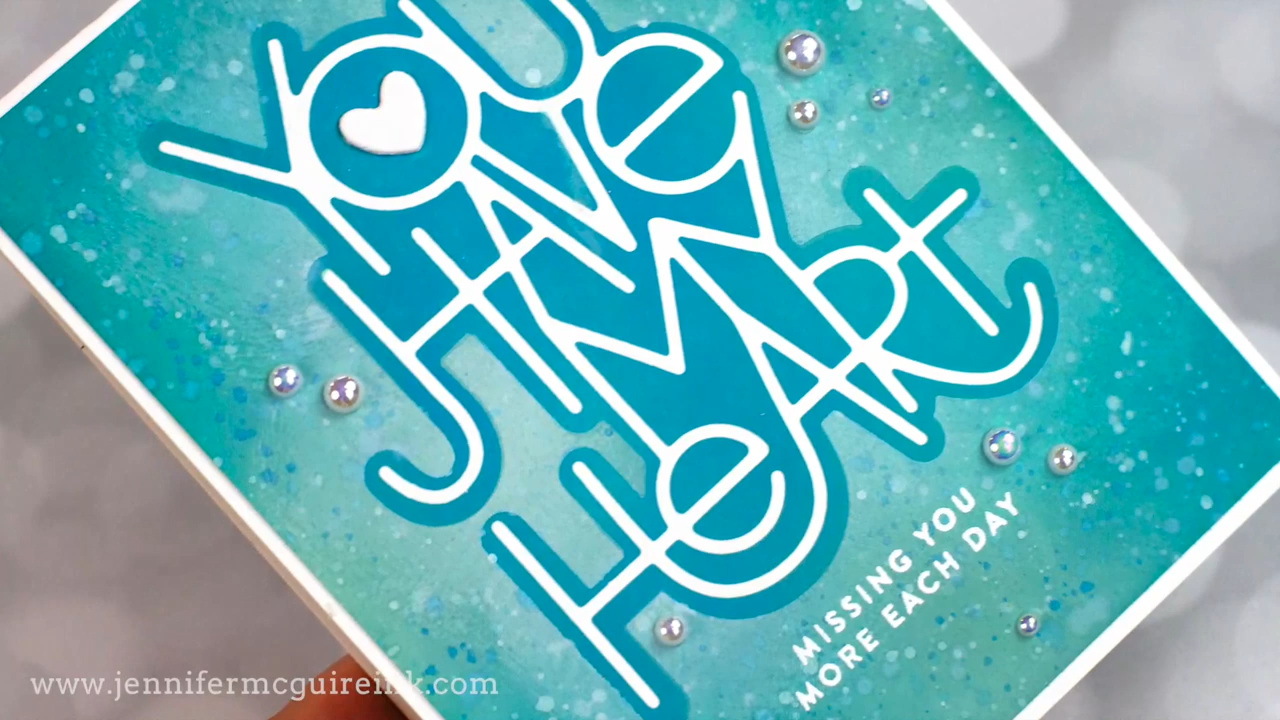 YOU
HAVe
MY
HeARt
MISSING YOU
MORE EACH DAY
www.jennifermcguireink.com